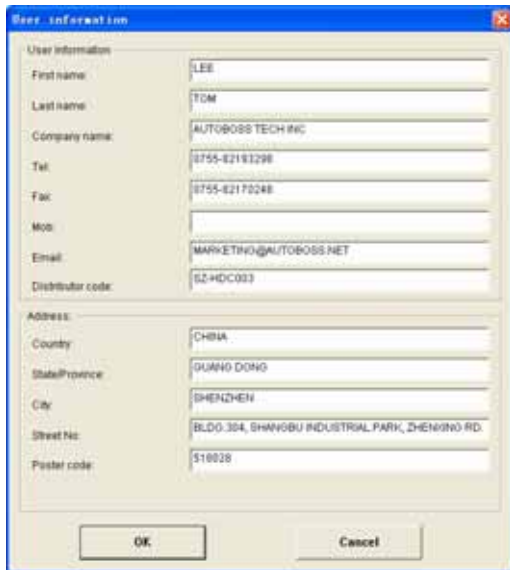 User information
User Information
First name: LEE
Last name: TOM
Company name: AUTOBOSS TECH INC
Tel: 0755-82193298
Fax: 0755-82170248
Mob:
Email: MARKETING@AUTOBOSS.NET
Distributor code: SZ-HDC003
Address:
Country: CHINA
State/Province: GUANG DONG
City: SHENZHEN
Street No: BLDG.304, SHANGBU INDUSTRIAL PARK, ZHENXING RD.
Poster code: 518028
OK Cancel